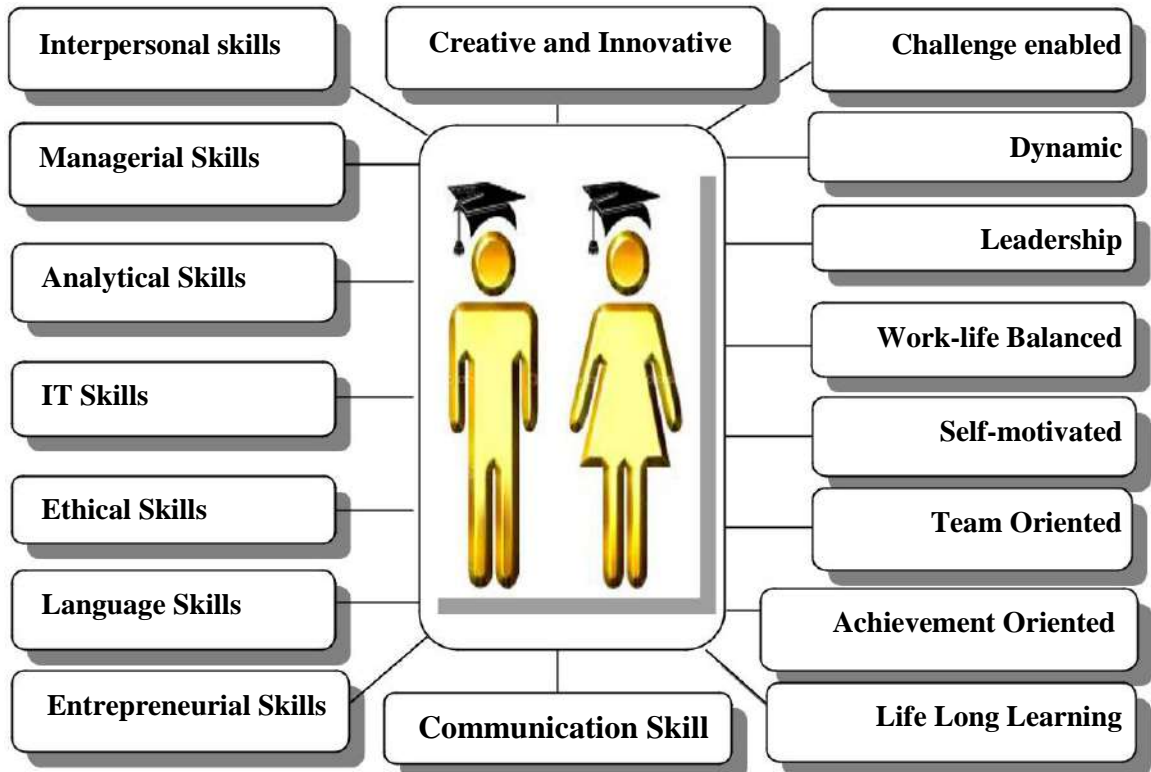 Interpersonal skills
Creative and Innovative
Challenge enabled
Managerial Skills
Dynamic
Analytical Skills
Leadership
IT Skills
Work-life Balanced
Ethical Skills
Self-motivated
Language Skills
Team Oriented
Entrepreneurial Skills
Achievement Oriented
Communication Skill
Life Long Learning